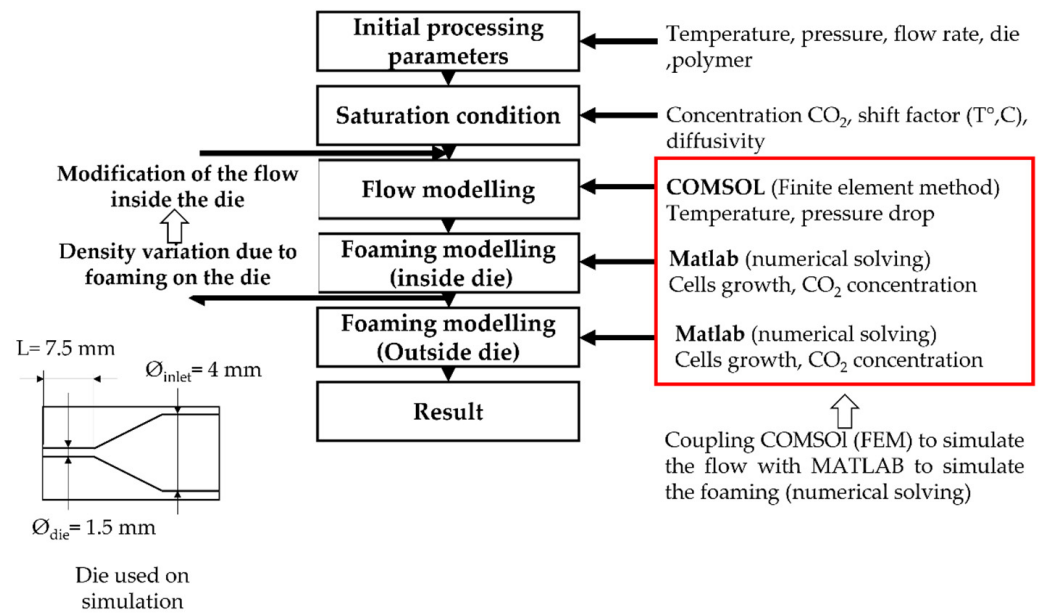 Initial processing
parameters
Temperature, pressure, flow rate, die
,polymer
Saturation condition
Concentration CO₂, shift factor (T°,C),
diffusivity
Modification of the flow
inside the die
Flow modelling
COMSOL (Finite element method)
Temperature, pressure drop
Density variation due to
foaming on the die
Foaming modelling
(inside die)
Matlab (numerical solving)
Cells growth, CO₂ concentration
Foaming modelling
(Outside die)
Matlab (numerical solving)
Cells growth, CO₂ concentration
Result
Coupling COMSOl (FEM) to simulate
the flow with MATLAB to simulate
the foaming (numerical solving)
L= 7.5 mm
Øinlet= 4 mm
Ødie= 1.5 mm
Die used on
simulation